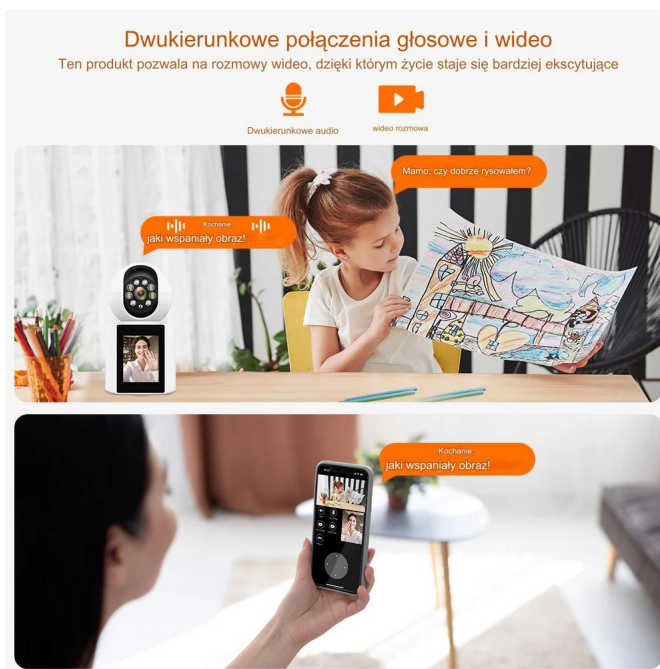 Dwukierunkowe połączenia głosowe i wideo
Ten produkt pozwala na rozmowy wideo, dzięki którym życie staje się bardziej ekscytujące
Dwukierunkowe audio
wideo rozmowa
Mamo, czy dobrze rysowałem?
Kochanie
jaki wspaniały obraz!
Kochanie
jaki wspaniały obraz!